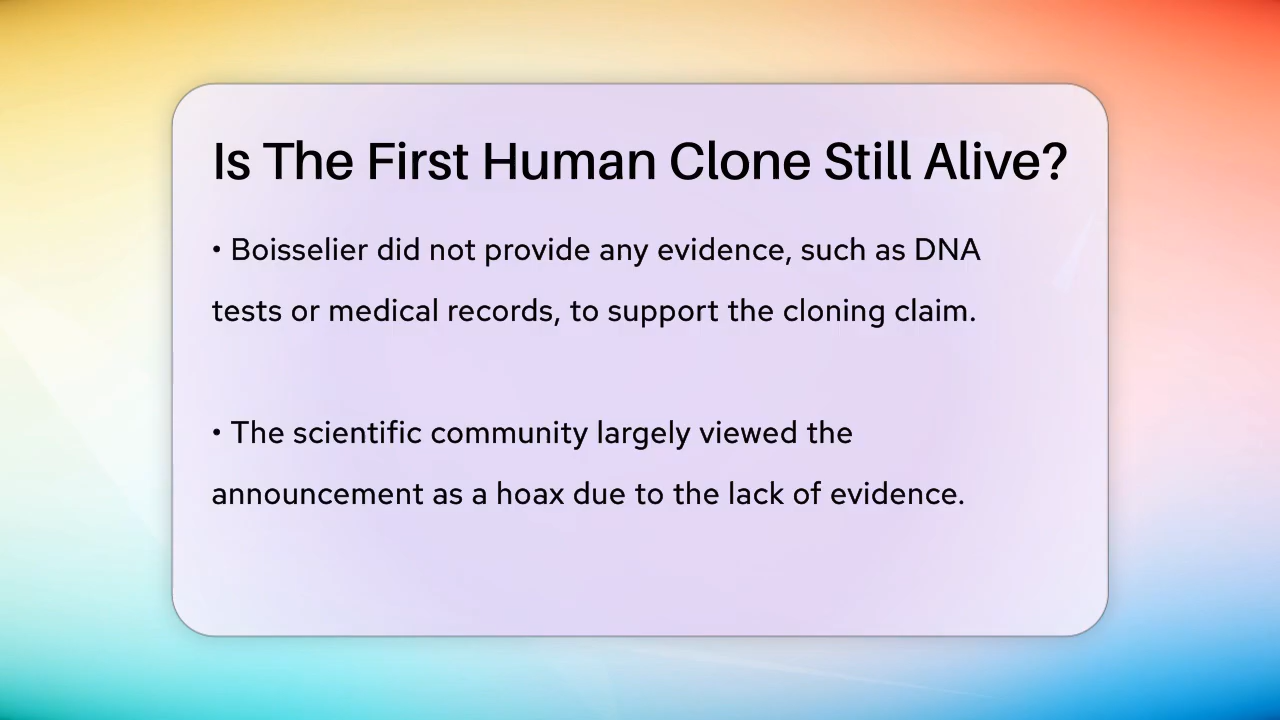 Is The First Human Clone Still Alive?
• Boisselier did not provide any evidence, such as DNA
tests or medical records, to support the cloning claim.
• The scientific community largely viewed the
announcement as a hoax due to the lack of evidence.